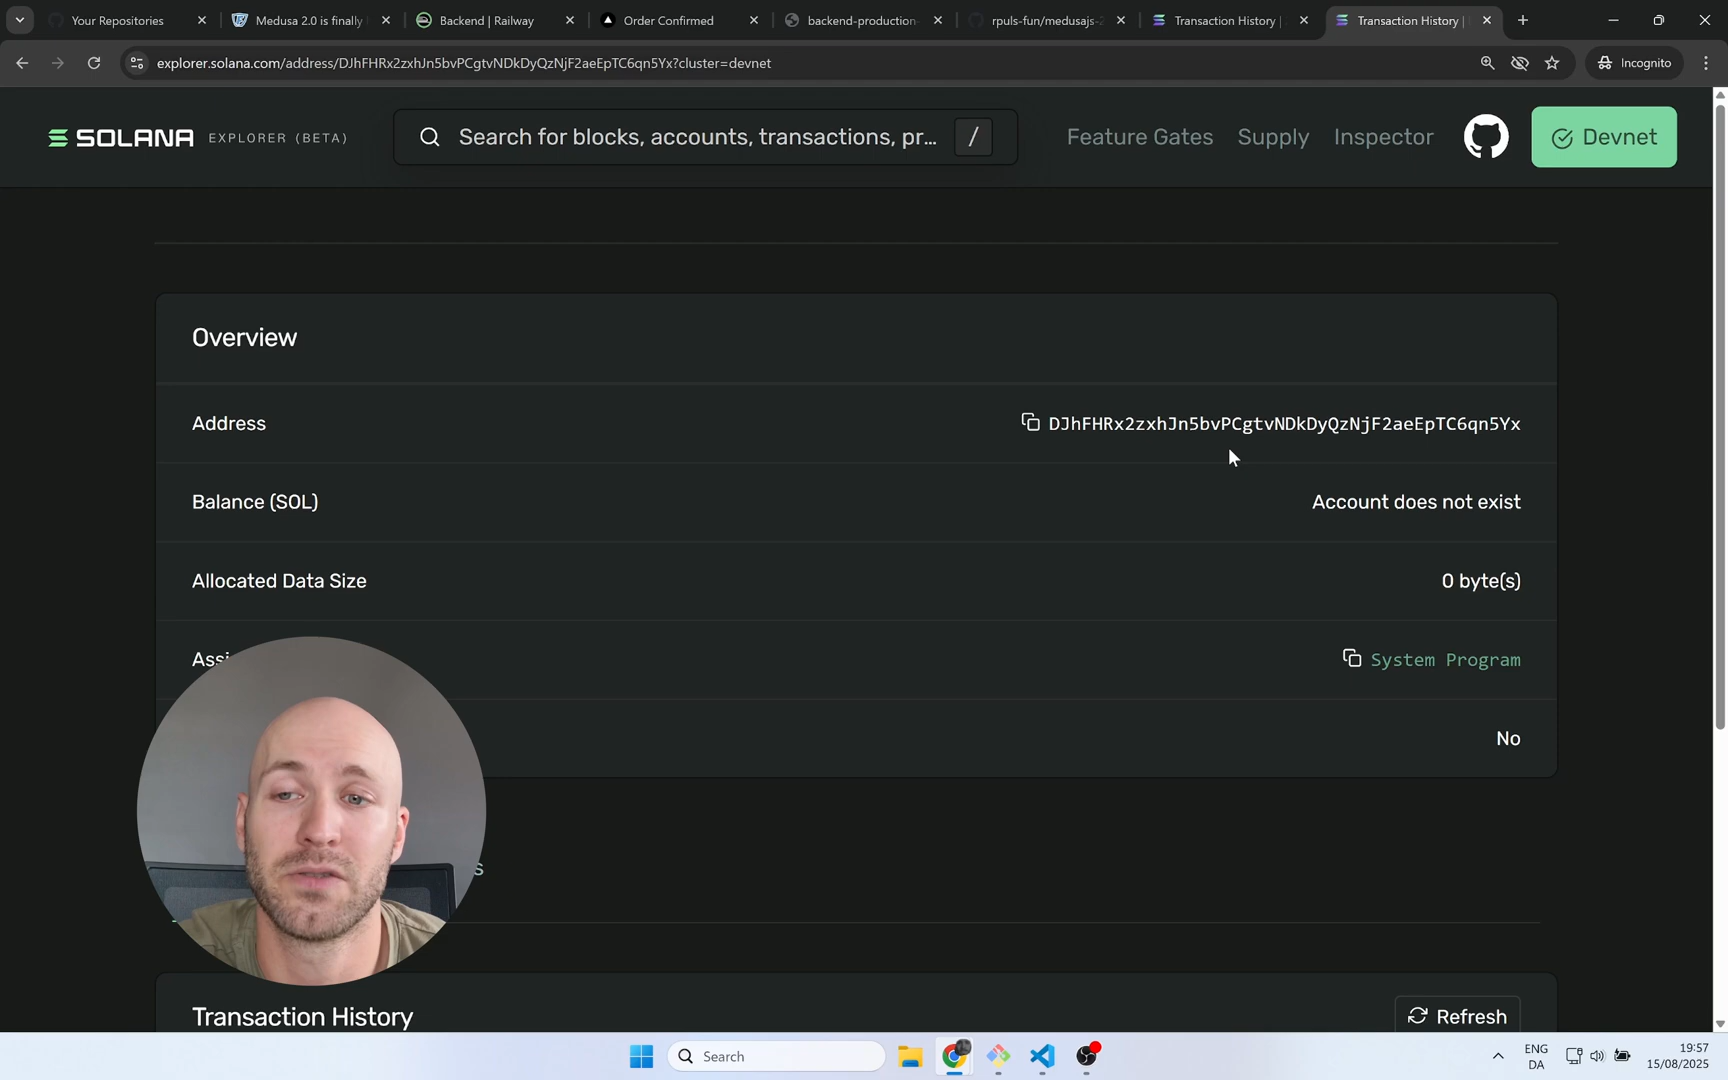 Your Repositories
Medusa 2.0 is finally
Backend | Railway
Order Confirmed
backend-production-
rpuls-fun/medusajs-2
Transaction History |
Transaction History |
explorer.solana.com/address/DJhFHRx2zxhJn5bvPCgtvNDkDyQzNjF2aeEpTC6qn5Yx?cluster=devnet
Incognito
SOLANA EXPLORER (BETA)
Search for blocks, accounts, transactions, pr... /
Feature Gates
Supply
Inspector
Devnet
Overview
Address DJhFHRx2zxhJn5bvPCgtvNDkDyQzNjF2aeEpTC6qn5Yx
Balance (SOL) Account does not exist
Allocated Data Size 0 byte(s)
System Program
No
Transaction History
Refresh
Search
ENG
DA
19:57
15/08/2025